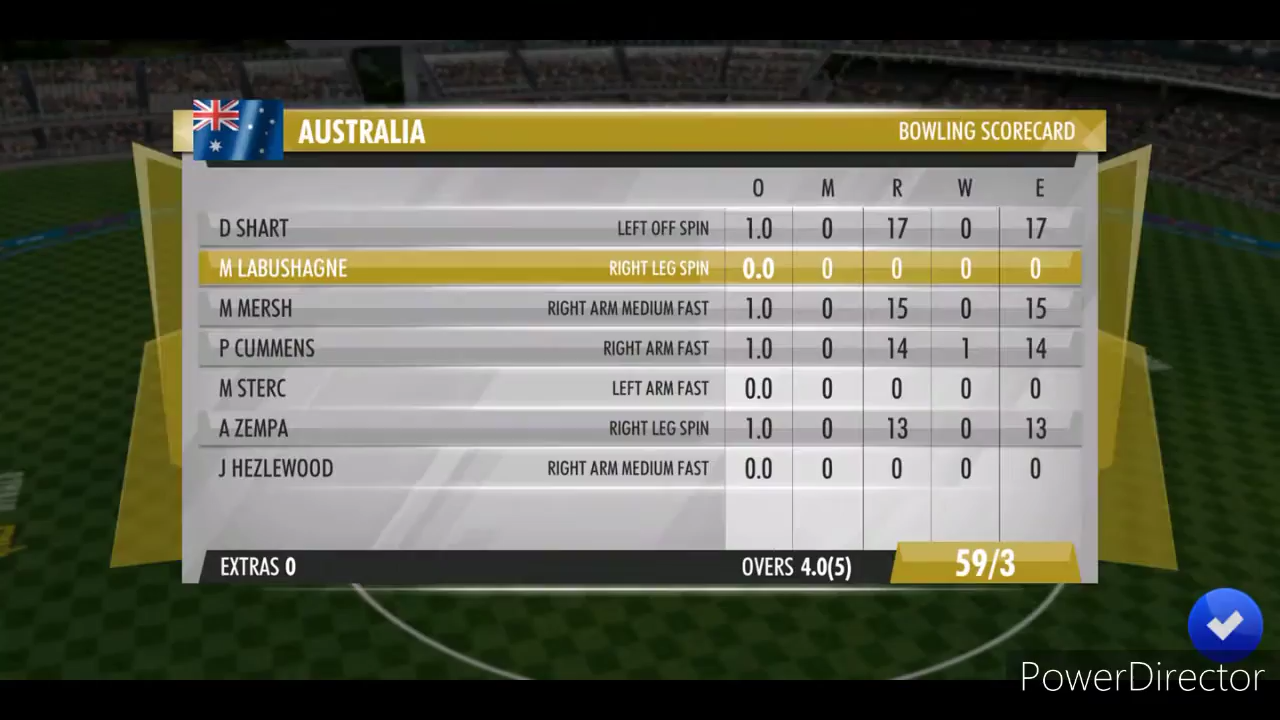 AUSTRALIA BOWLING SCORECARD
O M R W E
D SHART LEFT OFF SPIN 1.0 0 17 0 17
M LABUSHAGNE RIGHT LEG SPIN 0.0 0 0 0 0
M MERSH RIGHT ARM MEDIUM FAST 1.0 0 15 0 15
P CUMMENS RIGHT ARM FAST 1.0 0 14 1 14
M STERC LEFT ARM FAST 0.0 0 0 0 0
A ZEMPA RIGHT LEG SPIN 1.0 0 13 0 13
J HEZLEWOOD RIGHT ARM MEDIUM FAST 0.0 0 0 0 0
EXTRAS 0 OVERS 4.0(5) 59/3
PowerDirector